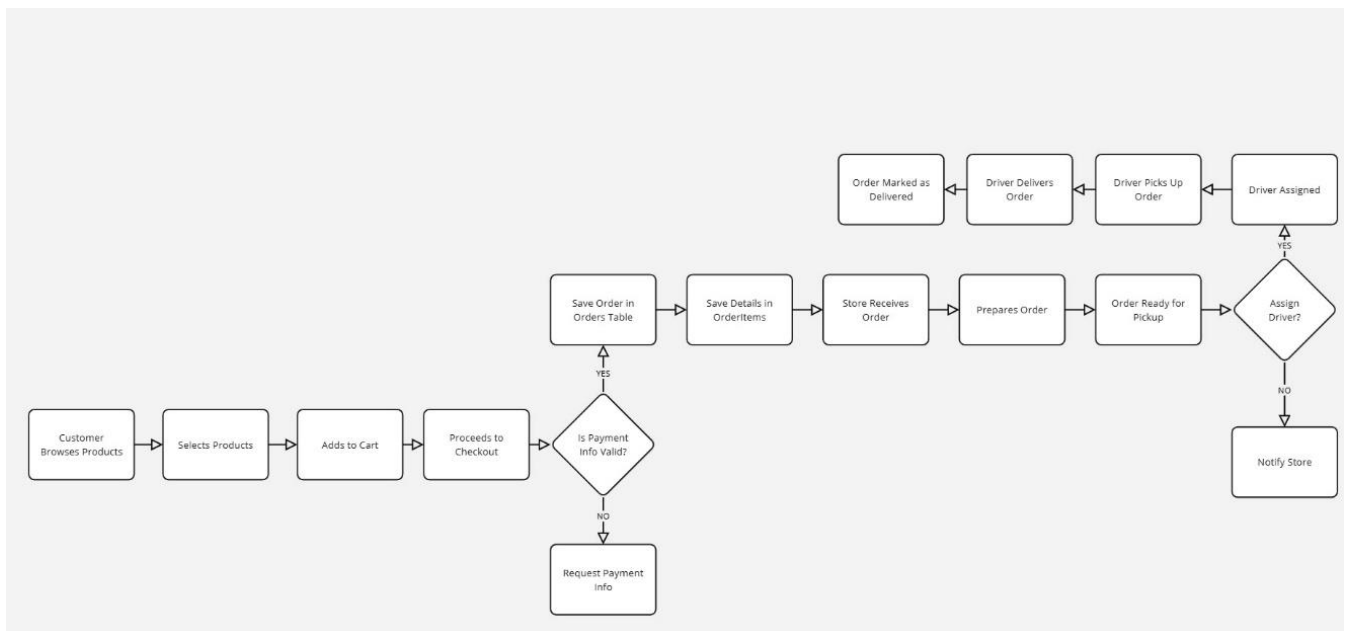 Order Marked as
Delivered
Driver Delivers
Order
Driver Picks Up
Order
Driver Assigned
YES
Save Order in
Orders Table
Save Details in
OrderItems
Store Receives
Order
Prepares Order
Order Ready for
Pickup
Assign
Driver?
YES
NO
Customer
Browses Products
Selects Products
Adds to Cart
Proceeds to
Checkout
Is Payment
Info Valid?
Notify Store
NO
Request Payment
Info